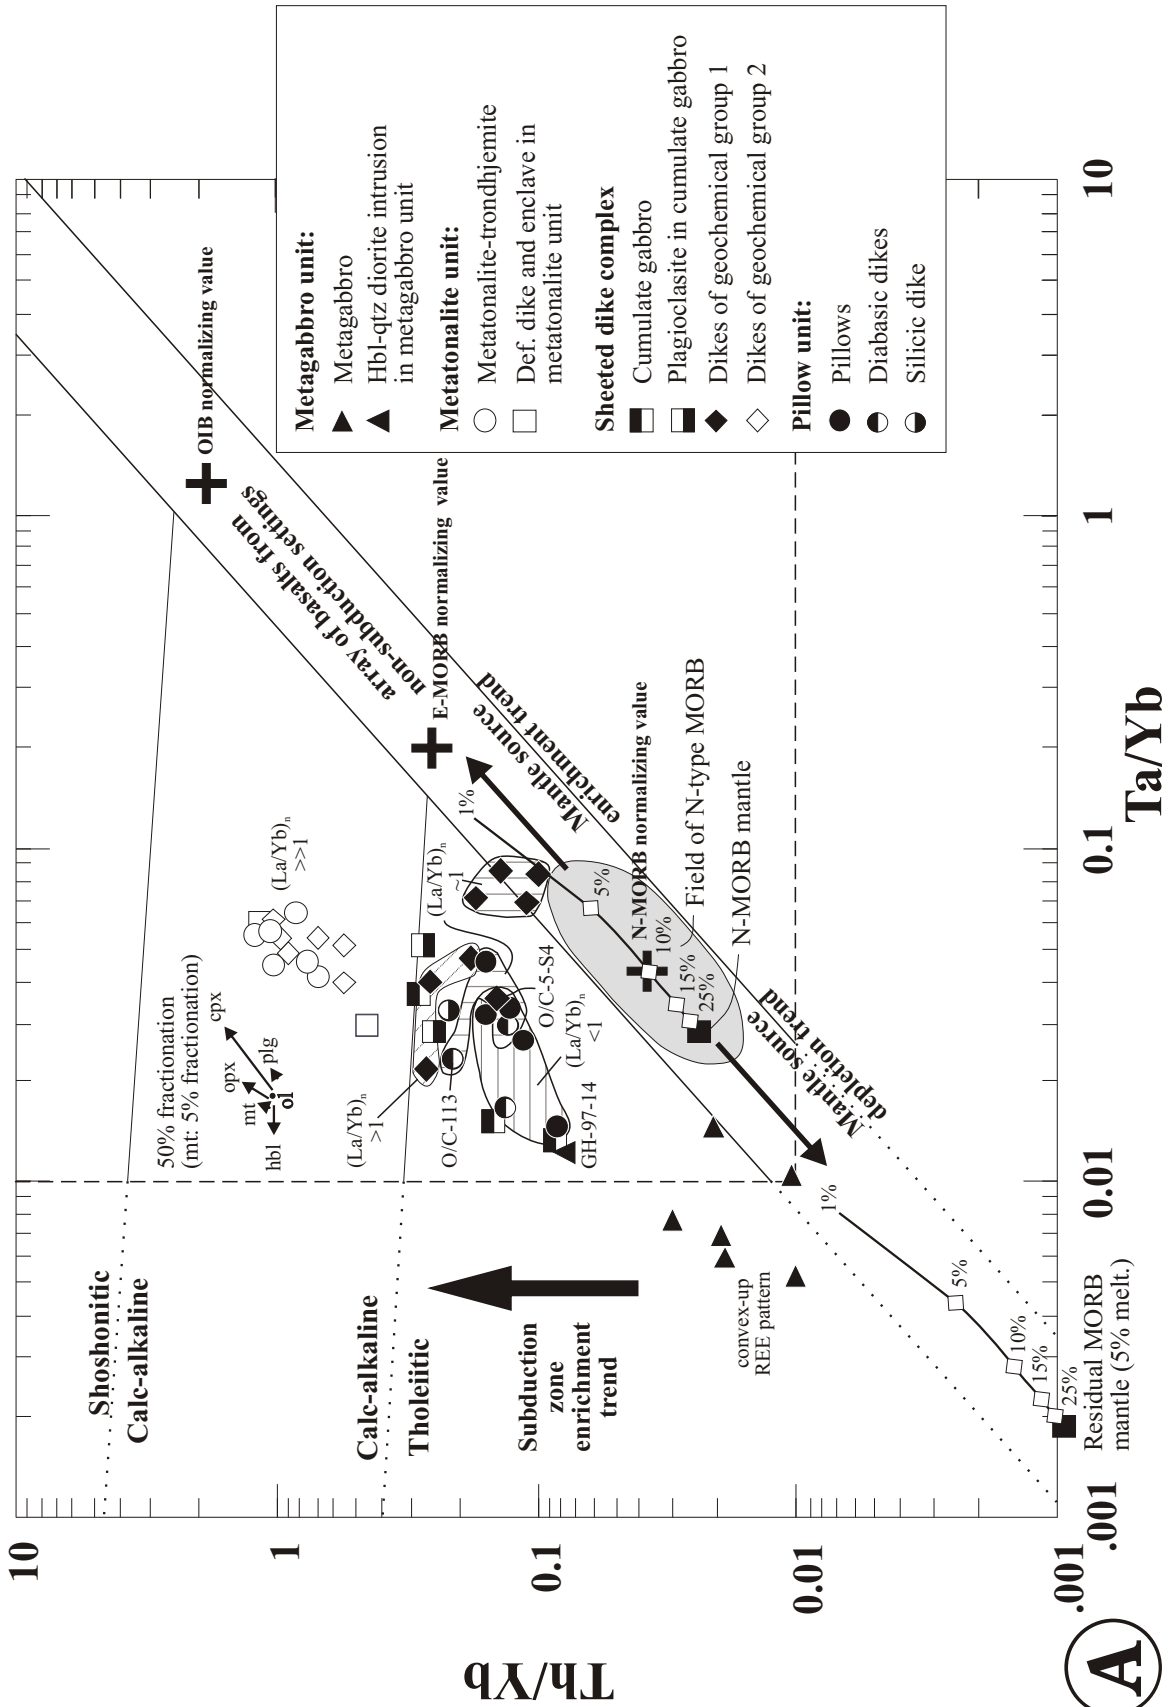 A
Th/Yb
10
1
0.1
0.01
.001
.001
0.01
0.1
1
10
Ta/Yb
Shoshonitic
Calc-alkaline
Calc-alkaline
Tholeiitic
Subduction
zone
enrichment
trend
50% fractionation
(mt: 5% fractionation)
hbl
mt
ol
opx
plg
cpx
(La/Yb)n
>>1
(La/Yb)n
>1
O/C-113
(La/Yb)n
~1
O/C-5-S4
(La/Yb)n
<1
GH-97-14
convex-up
REE pattern
array of basalts from
non-subduction settings
OIB normalizing value
E-MORB normalizing value
N-MORB normalizing value
Mantle source
enrichment trend
Mantle source
depletion trend
Field of N-type MORB
N-MORB mantle
1%
5%
10%
15%
25%
1%
5%
10%
15%
25%
Residual MORB
mantle (5% melt.)
Metagabbro unit:
Metagabbro
Hbl-qtz diorite intrusion
in metagabbro unit
Metatonalite unit:
Metatonalite-trondhjemite
Def. dike and enclave in
metatonalite unit
Sheeted dike complex
Cumulate gabbro
Plagioclasite in cumulate gabbro
Dikes of geochemical group 1
Dikes of geochemical group 2
Pillow unit:
Pillows
Diabasic dikes
Silicic dike